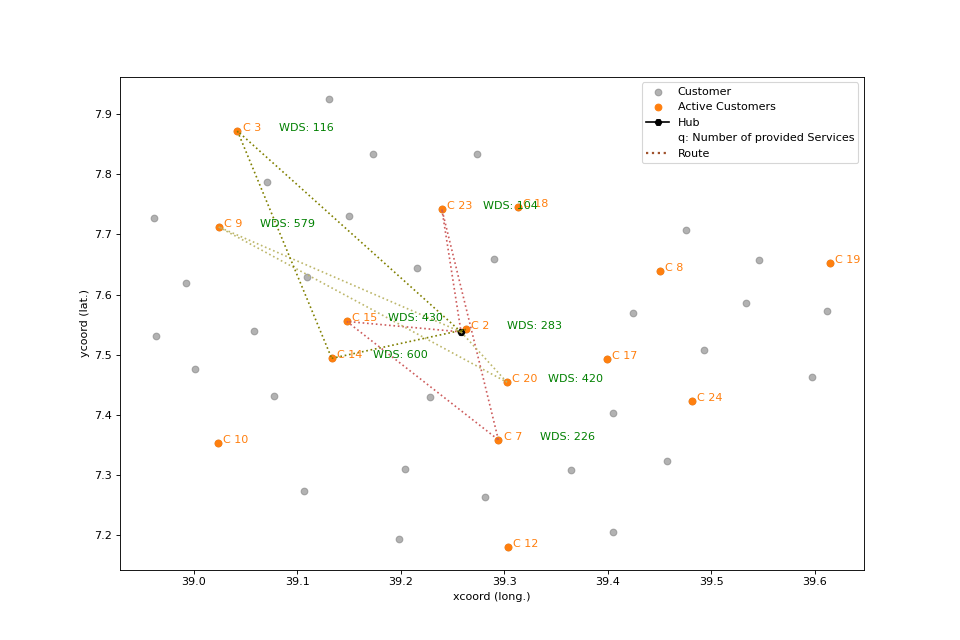 Customer
Active Customers
Hub
q: Number of provided Services
Route
C 3 WDS: 116
C 23 WDS: 104
C 18
C 9 WDS: 579
C 19
C 8
C 15 WDS: 430
C 2 WDS: 283
C 14 WDS: 600
C 17
C 20 WDS: 420
C 24
C 7 WDS: 226
C 10
C 12
7.9
7.8
7.7
7.6
7.5
7.4
7.3
7.2
ycoord (lat.)
39.0 39.1 39.2 39.3 39.4 39.5 39.6
xcoord (long.)